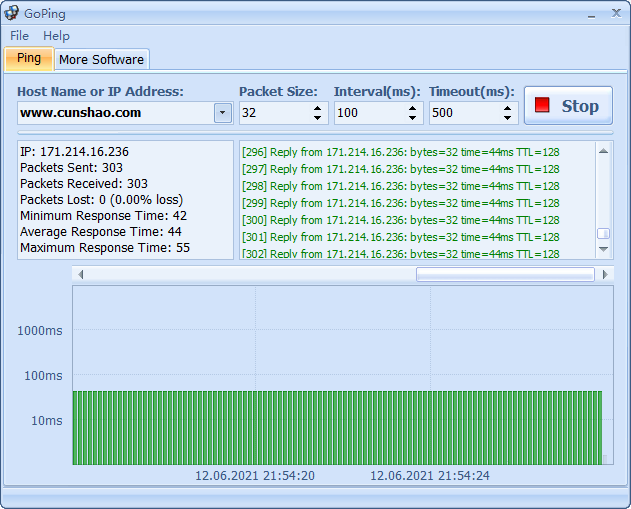 GoPing
File Help
Ping More Software
Host Name or IP Address: Packet Size: Interval(ms): Timeout(ms):
www.cunshao.com 32 100 500 Stop
IP: 171.214.16.236
Packets Sent: 303
Packets Received: 303
Packets Lost: 0 (0.00% loss)
Minimum Response Time: 42
Average Response Time: 44
Maximum Response Time: 55
[296] Reply from 171.214.16.236: bytes=32 time=44ms TTL=128
[297] Reply from 171.214.16.236: bytes=32 time=44ms TTL=128
[298] Reply from 171.214.16.236: bytes=32 time=44ms TTL=128
[299] Reply from 171.214.16.236: bytes=32 time=44ms TTL=128
[300] Reply from 171.214.16.236: bytes=32 time=44ms TTL=128
[301] Reply from 171.214.16.236: bytes=32 time=44ms TTL=128
[302] Reply from 171.214.16.236: bytes=32 time=44ms TTL=128
1000ms
100ms
10ms
12.06.2021 21:54:20 12.06.2021 21:54:24